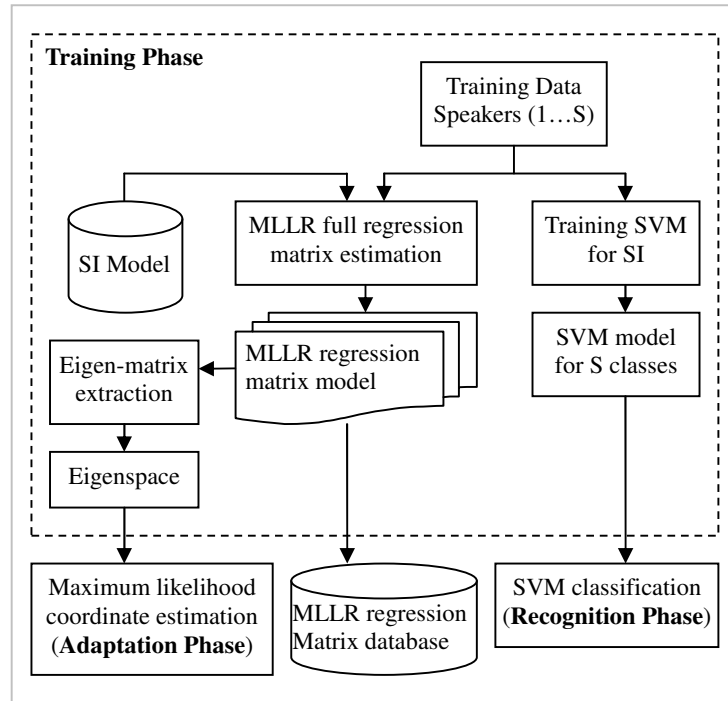 Training Phase
Training Data
Speakers (1…S)
SI Model
MLLR full regression
matrix estimation
Training SVM
for SI
Eigen-matrix
extraction
MLLR regression
matrix model
SVM model
for S classes
Eigenspace
Maximum likelihood
coordinate estimation
(Adaptation Phase)
MLLR regression
Matrix database
SVM classification
(Recognition Phase)